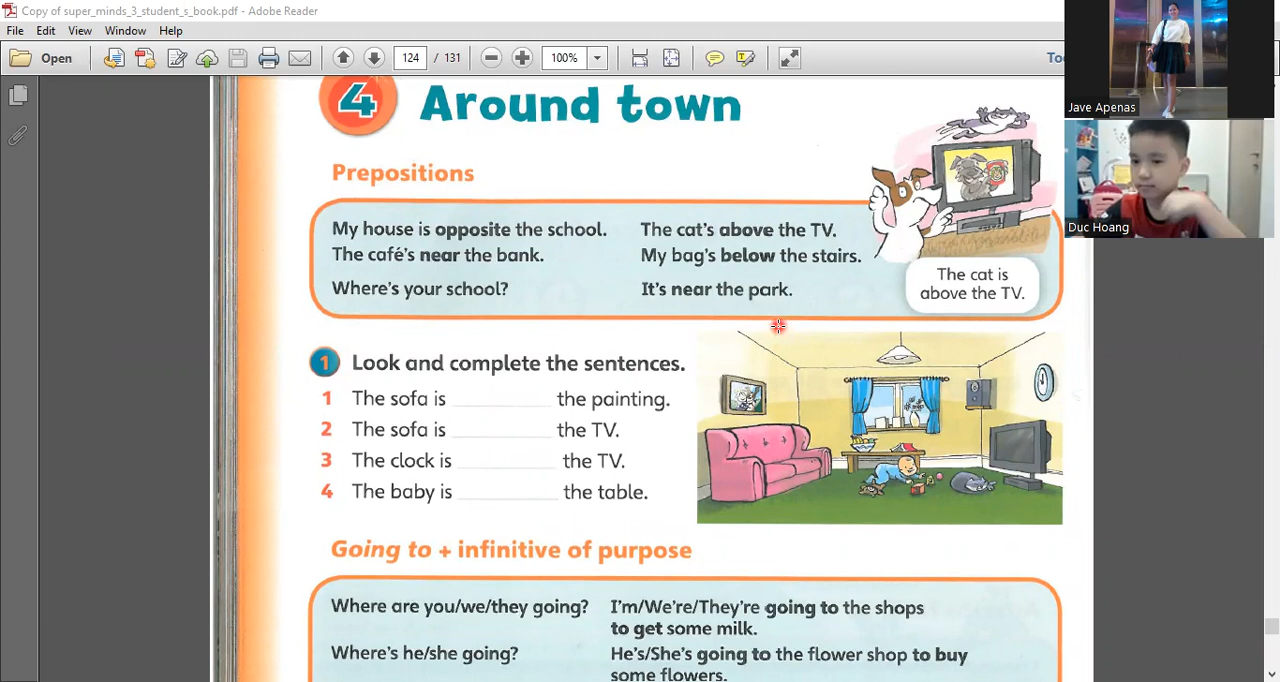 Copy of super_minds_3_student_s_book.pdf - Adobe Reader
File Edit View Window Help
Open 124 / 131 100% Too
Jave Apenas
Duc Hoang
4 Around town
Prepositions
My house is opposite the school. The cat's above the TV.
The café's near the bank. My bag's below the stairs.
Where's your school? It's near the park.
The cat is
above the TV.
1 Look and complete the sentences.
1 The sofa is __________ the painting.
2 The sofa is __________ the TV.
3 The clock is __________ the TV.
4 The baby is __________ the table.
Going to + infinitive of purpose
Where are you/we/they going? I'm/We're/They're going to the shops
to get some milk.
Where's he/she going? He's/She's going to the flower shop to buy
some flowers.